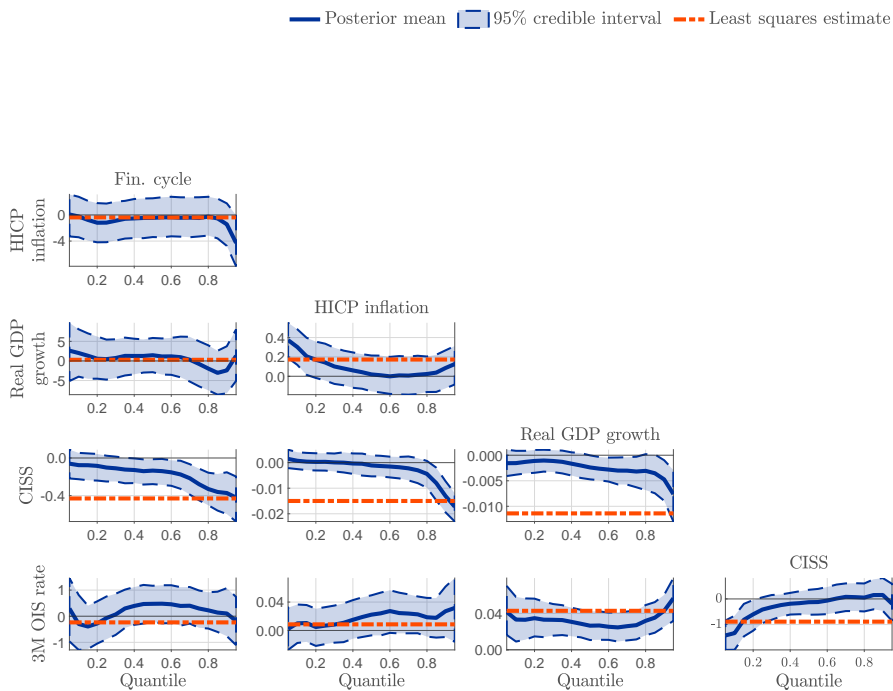 Posterior mean 95% credible interval Least squares estimate
Fin. cycle
HICP
inflation
0
-4
0.2 0.4 0.6 0.8
HICP inflation
Real GDP
growth
5
0
-5
0.2 0.4 0.6 0.8
0.4
0.2
0.0
0.2 0.4 0.6 0.8
Real GDP growth
CISS
0.0
-0.4
0.2 0.4 0.6 0.8
0.00
-0.01
-0.02
0.2 0.4 0.6 0.8
0.000
-0.005
-0.010
0.2 0.4 0.6 0.8
CISS
3M OIS rate
1
0
-1
0.2 0.4 0.6 0.8
Quantile
0.04
0.00
0.2 0.4 0.6 0.8
Quantile
0.04
0.00
0.2 0.4 0.6 0.8
Quantile
0
-1
0.2 0.4 0.6 0.8
Quantile